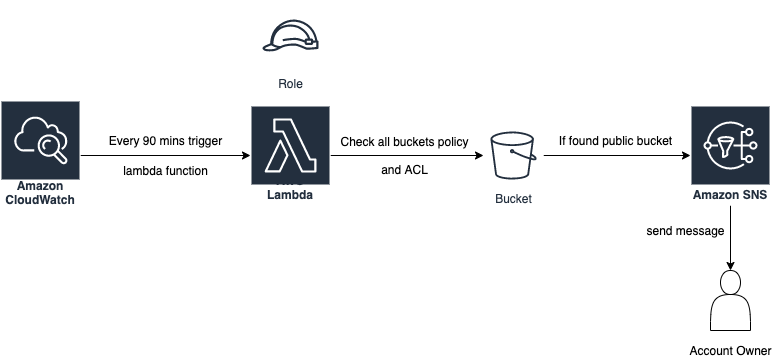 Role
Every 90 mins trigger
lambda function
Check all buckets policy
and ACL
If found public bucket
Amazon
CloudWatch
Lambda
Bucket
Amazon SNS
send message
Account Owner